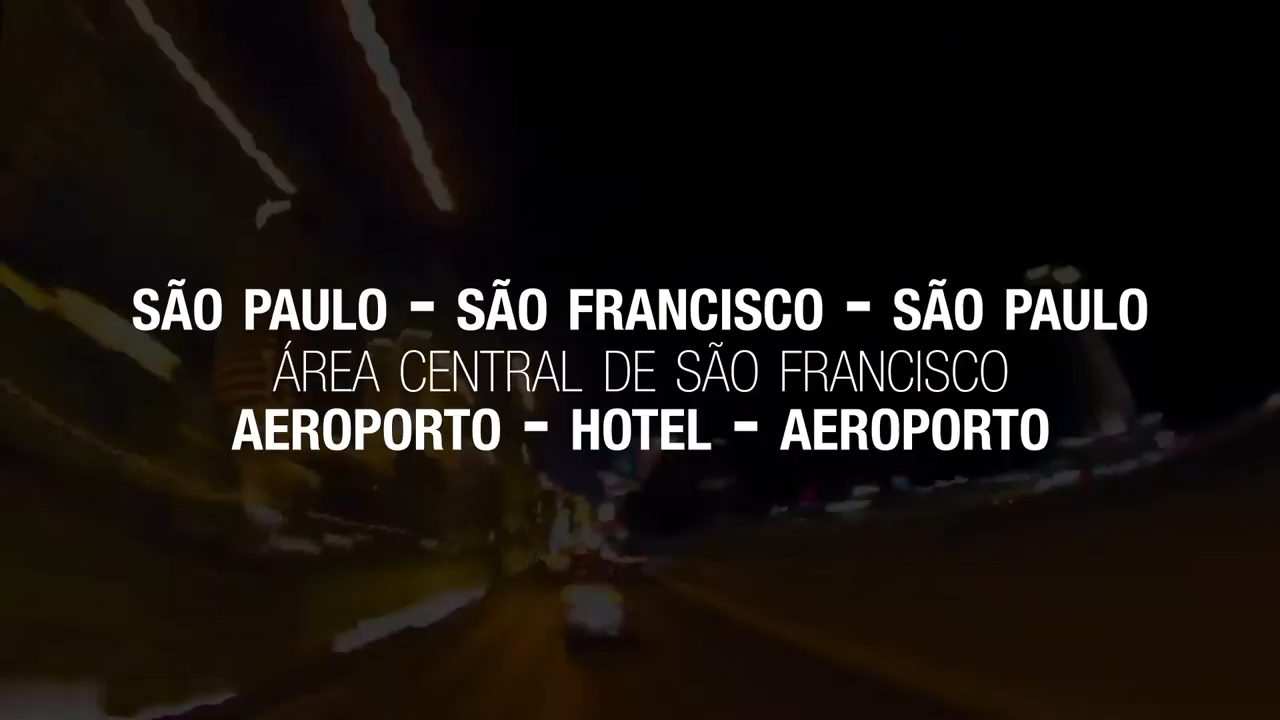 SÃO PAULO - SÃO FRANCISCO - SÃO PAULO
ÁREA CENTRAL DE SÃO FRANCISCO
AEROPORTO - HOTEL - AEROPORTO